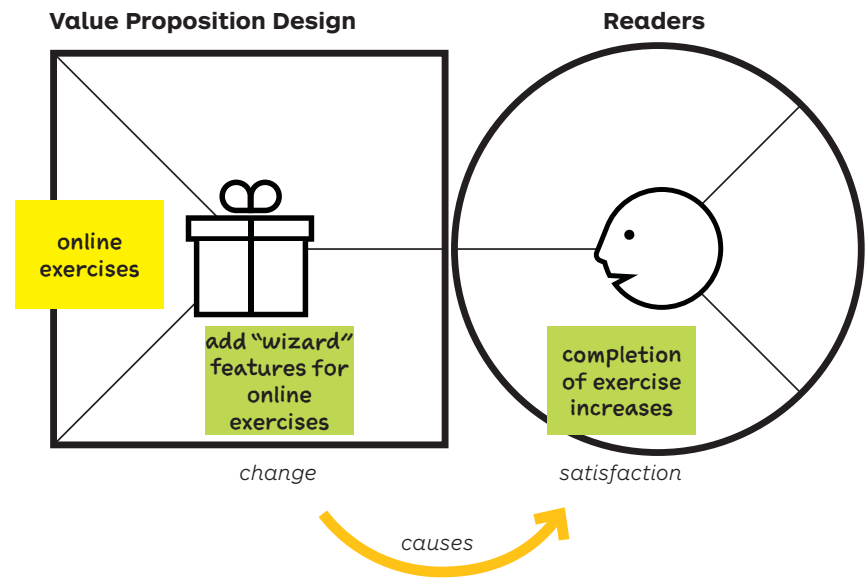 Value Proposition Design
Readers
online
exercises
add “wizard”
features for
online
exercises
completion
of exercise
increases
change
satisfaction
causes